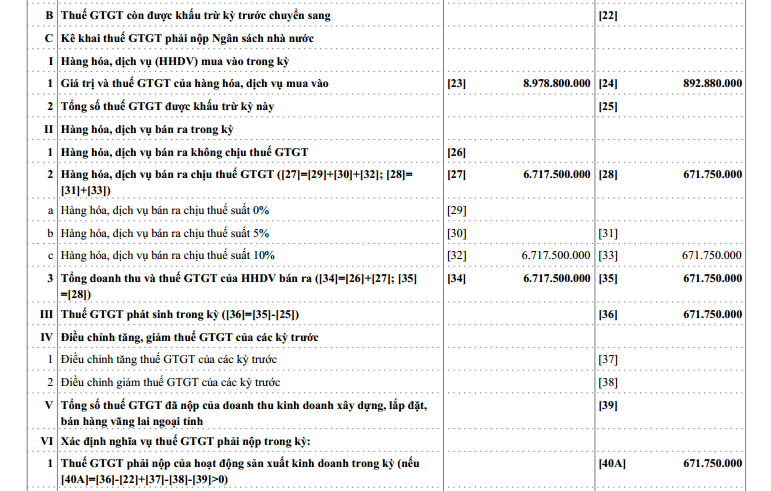 B Thuế GTGT còn được khấu trừ kỳ trước chuyển sang [22]
C Kê khai thuế GTGT phải nộp Ngân sách nhà nước
I Hàng hóa, dịch vụ (HHDV) mua vào trong kỳ
1 Giá trị và thuế GTGT của hàng hóa, dịch vụ mua vào [23] 8.978.800.000 [24] 892.880.000
2 Tổng số thuế GTGT được khấu trừ kỳ này [25]
II Hàng hóa, dịch vụ bán ra trong kỳ
1 Hàng hóa, dịch vụ bán ra không chịu thuế GTGT [26]
2 Hàng hóa, dịch vụ bán ra chịu thuế GTGT ([27]=[29]+[30]+[32]; [28]= [27] 6.717.500.000 [28] 671.750.000
[31]+[33])
a Hàng hóa, dịch vụ bán ra chịu thuế suất 0% [29]
b Hàng hóa, dịch vụ bán ra chịu thuế suất 5% [30] [31]
c Hàng hóa, dịch vụ bán ra chịu thuế suất 10% [32] 6.717.500.000 [33] 671.750.000
3 Tổng doanh thu và thuế GTGT của HHDV bán ra ([34]=[26]+[27]; [35] [34] 6.717.500.000 [35] 671.750.000
=[28])
III Thuế GTGT phát sinh trong kỳ ([36]=[35]-[25]) [36] 671.750.000
IV Điều chỉnh tăng, giảm thuế GTGT của các kỳ trước
1 Điều chỉnh tăng thuế GTGT của các kỳ trước [37]
2 Điều chỉnh giảm thuế GTGT của các kỳ trước [38]
V Tổng số thuế GTGT đã nộp của doanh thu kinh doanh xây dựng, lắp đặt, [39]
bán hàng vãng lai ngoại tỉnh
VI Xác định nghĩa vụ thuế GTGT phải nộp trong kỳ:
1 Thuế GTGT phải nộp của hoạt động sản xuất kinh doanh trong kỳ (nếu [40A] 671.750.000
[40A]=[36]-[22]+[37]-[38]-[39]>0)